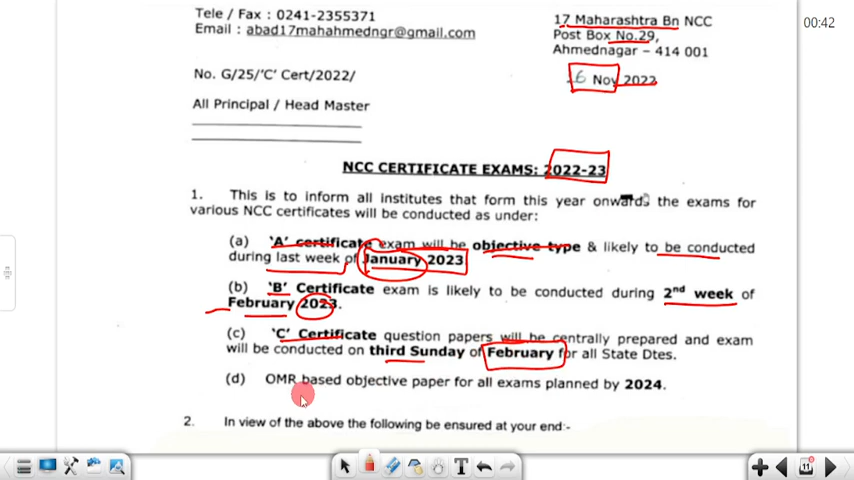 00:42
Tele / Fax : 0241-2355371
Email : abad17mahahmedngr@gmail.com
17 Maharashtra Bn NCC
Post Box No.29,
Ahmednagar – 414 001
No. G/25/'C' Cert/2022/
6 Nov 2022
All Principal / Head Master
NCC CERTIFICATE EXAMS: 2022-23
1. This is to inform all institutes that form this year onwards the exams for
various NCC certificates will be conducted as under:
(a) 'A' certificate exam will be objective type & likely to be conducted
during last week of January 2023
(b) 'B' Certificate exam is likely to be conducted during 2nd week of
February 2023.
(c) 'C' Certificate question papers will be centrally prepared and exam
will be conducted on third Sunday of February for all State Dtes.
(d) OMR based objective paper for all exams planned by 2024.
2. In view of the above the following be ensured at your end:-
T
11